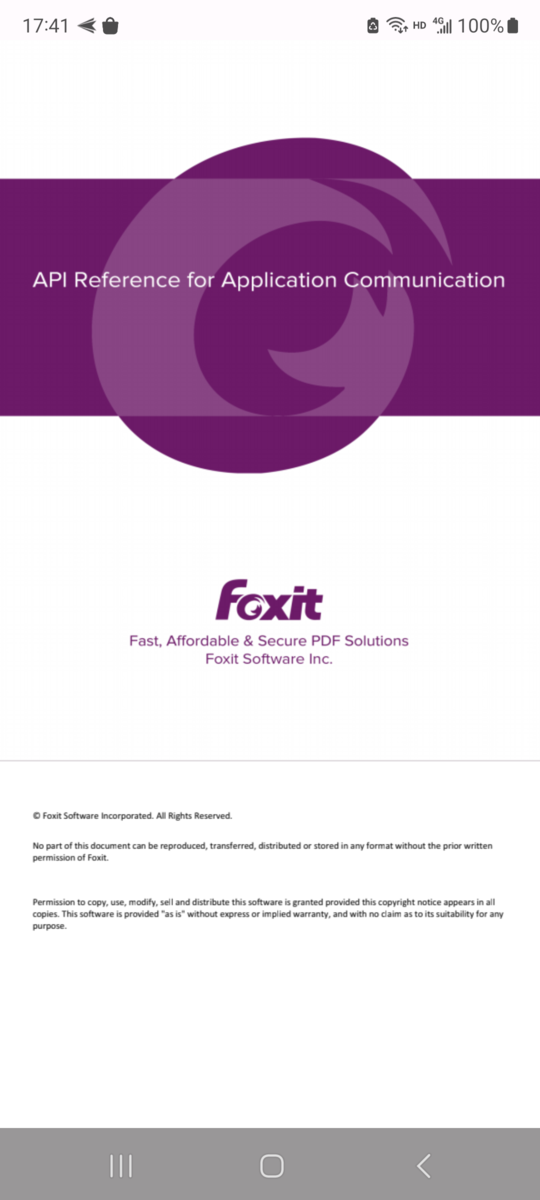 17:41
HD 4G 100%
API Reference for Application Communication
foxit
Fast, Affordable & Secure PDF Solutions
Foxit Software Inc.
© Foxit Software Incorporated. All Rights Reserved.
No part of this document can be reproduced, transferred, distributed or stored in any format without the prior written
permission of Foxit.
Permission to copy, use, modify, sell and distribute this software is granted provided this copyright notice appears in all
copies. This software is provided "as is" without express or implied warranty, and with no claim as to its suitability for any
purpose.